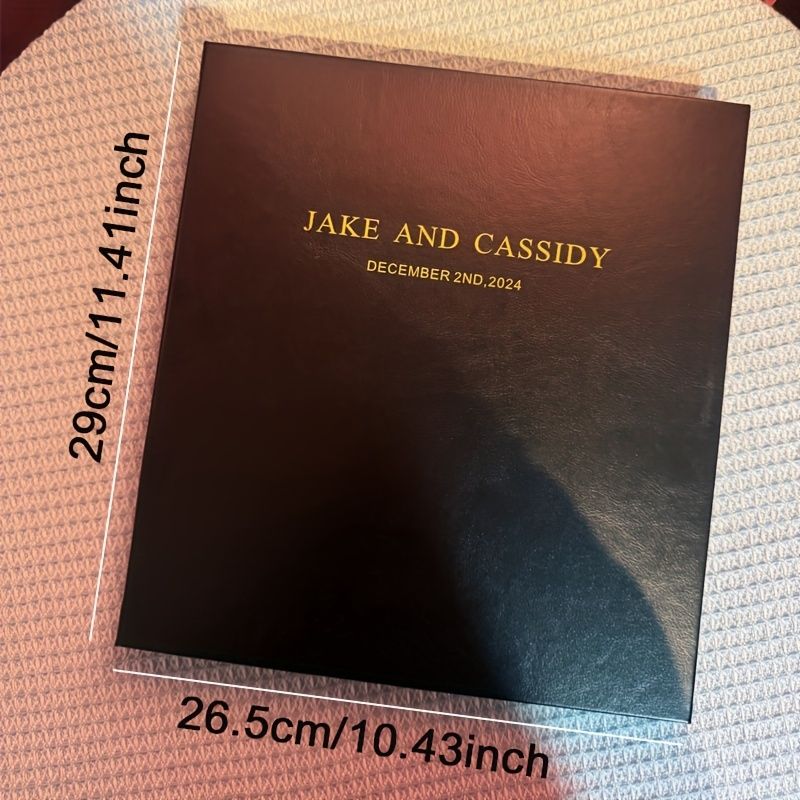 JAKE AND CASSIDY
DECEMBER 2ND,2024
29cm/11.41inch
26.5cm/10.43inch